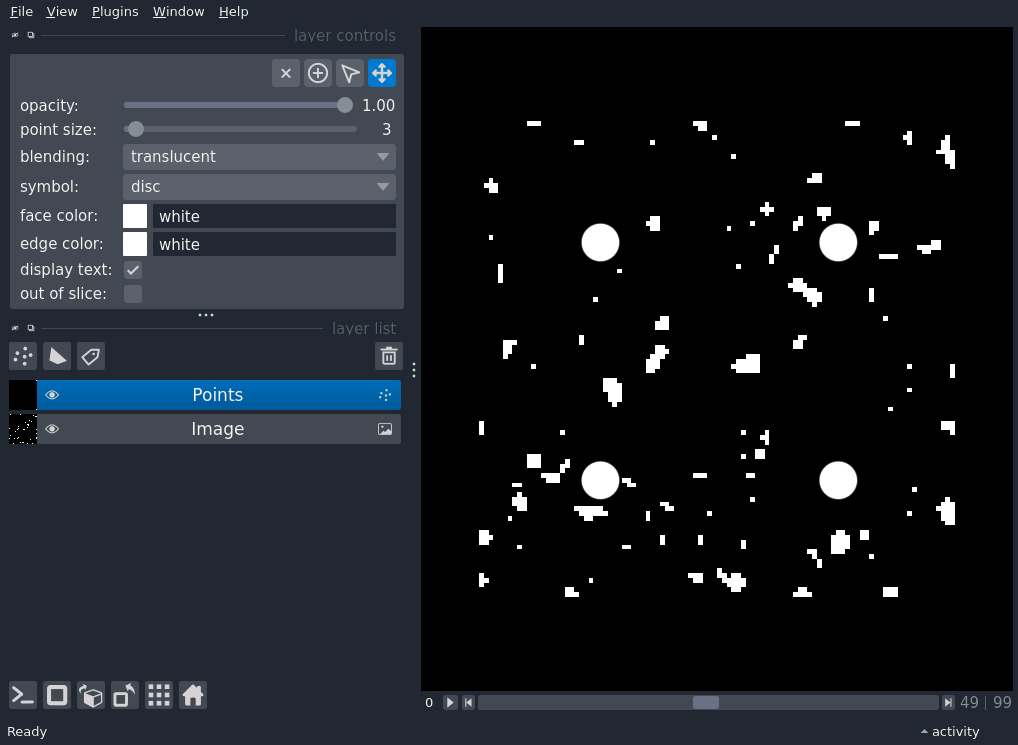 File View Plugins Window Help
layer controls
opacity: 1.00
point size: 3
blending: translucent
symbol: disc
face color: white
edge color: white
display text:
out of slice:
layer list
Points
Image
0 49 | 99
Ready activity